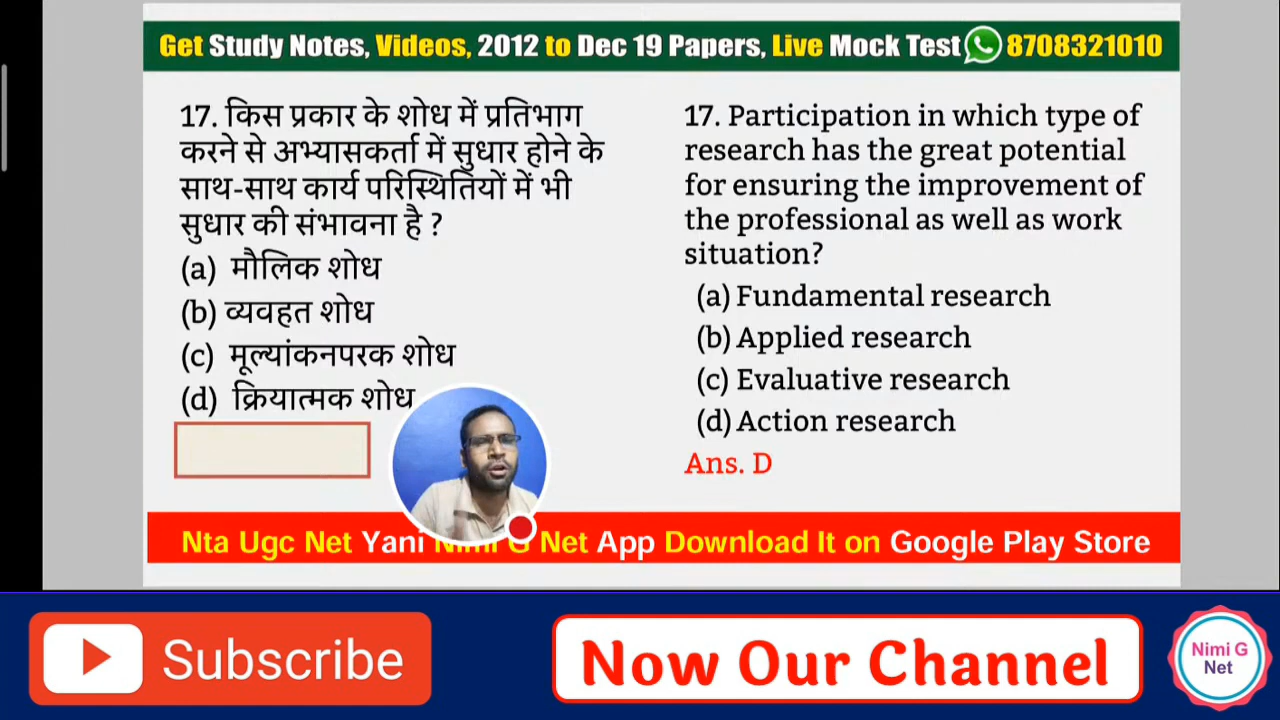 Get Study Notes, Videos, 2012 to Dec 19 Papers, Live Mock Test 8708321010
17. किस प्रकार के शोध में प्रतिभाग
करने से अभ्यासकर्ता में सुधार होने के
साथ-साथ कार्य परिस्थितियों में भी
सुधार की संभावना है ?
(a) मौलिक शोध
(b) व्यवहत शोध
(c) मूल्यांकनपरक शोध
(d) क्रियात्मक शोध
17. Participation in which type of
research has the great potential
for ensuring the improvement of
the professional as well as work
situation?
(a) Fundamental research
(b) Applied research
(c) Evaluative research
(d) Action research
Ans. D
Nta Ugc Net Yani Nimi G Net App Download It on Google Play Store
Subscribe
Now Our Channel
Nimi G
Net